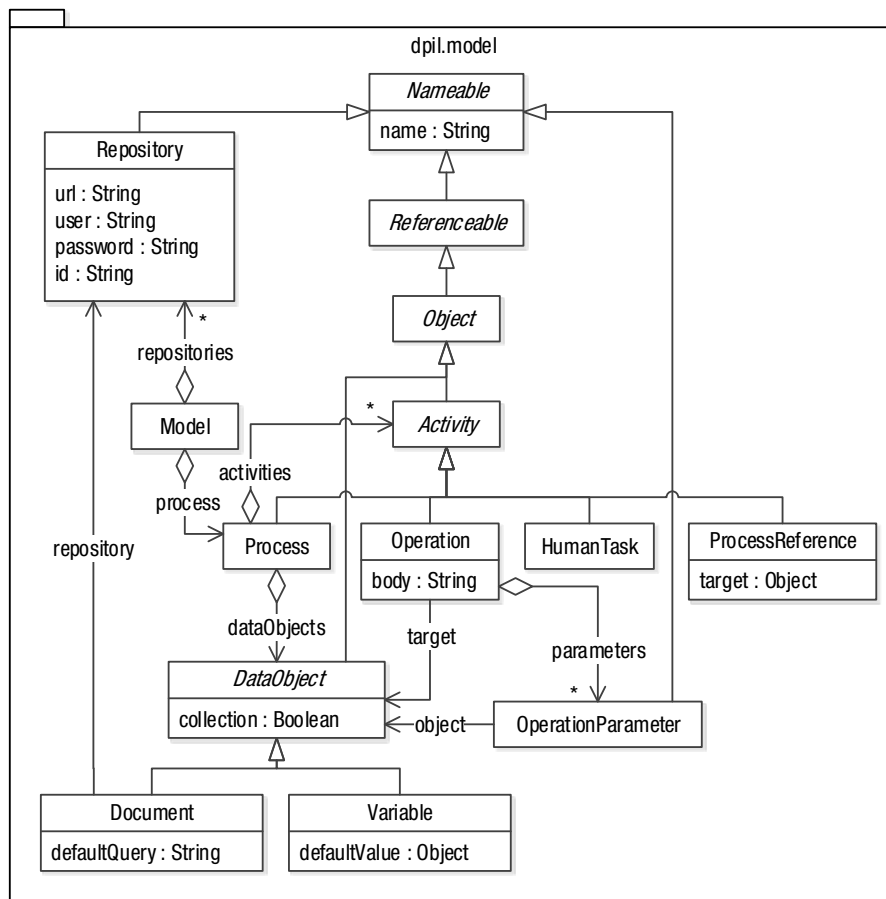 dpil.model
Nameable
name : String
Repository
url : String
user : String
password : String
id : String
Referenceable
Object
*
repositories
Model
*
Activity
activities
process
repository
Process
Operation
body : String
HumanTask
ProcessReference
target : Object
dataObjects
target
parameters
DataObject
collection : Boolean
*
object
OperationParameter
Document
defaultQuery : String
Variable
defaultValue : Object